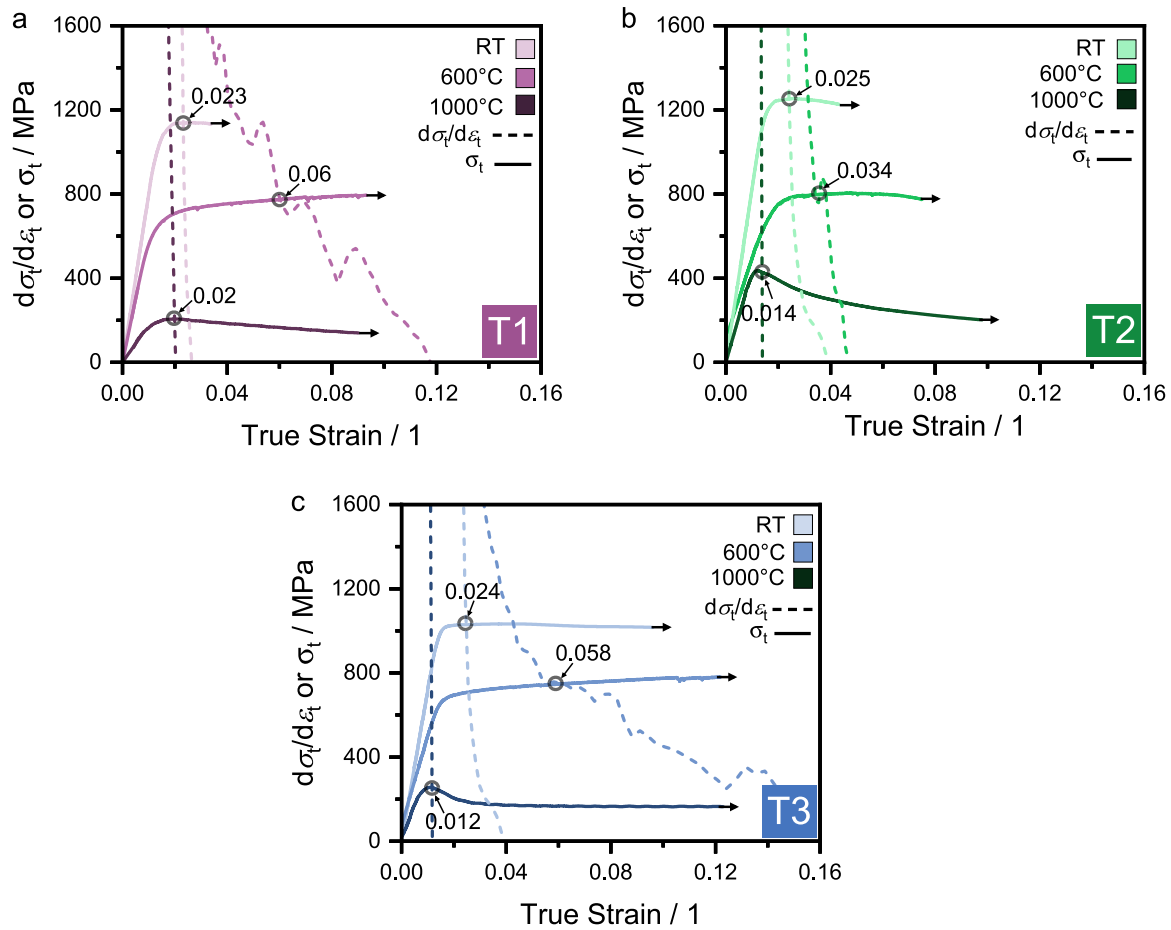 a
dσt/dεt or σt / MPa
1600
1200
800
400
0
0.00 0.04 0.08 0.12 0.16
True Strain / 1
RT
600°C
1000°C
dσt/dεt
σt
0.023
0.06
0.02
T1
b
dσt/dεt or σt / MPa
1600
1200
800
400
0
0.00 0.04 0.08 0.12 0.16
True Strain / 1
RT
600°C
1000°C
dσt/dεt
σt
0.025
0.034
0.014
T2
c
dσt/dεt or σt / MPa
1600
1200
800
400
0
0.00 0.04 0.08 0.12 0.16
True Strain / 1
RT
600°C
1000°C
dσt/dεt
σt
0.024
0.058
0.012
T3